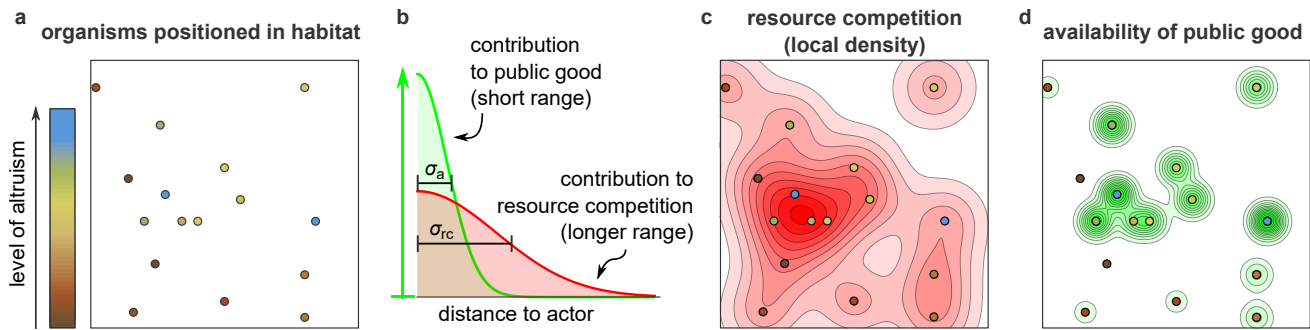 a
organisms positioned in habitat
level of altruism
b
contribution
to public good
(short range)
σa
σrc
contribution to
resource competition
(longer range)
distance to actor
c
resource competition
(local density)
d
availability of public good